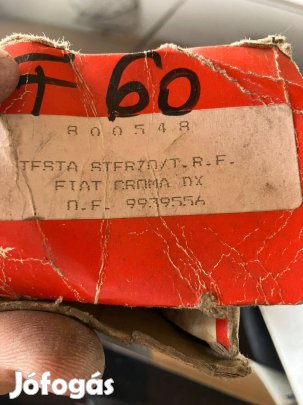 F 60
800548
TESTA STERZO/T.R.F.
FIAT CROMA DX
O.F. 9939556
Jófogás